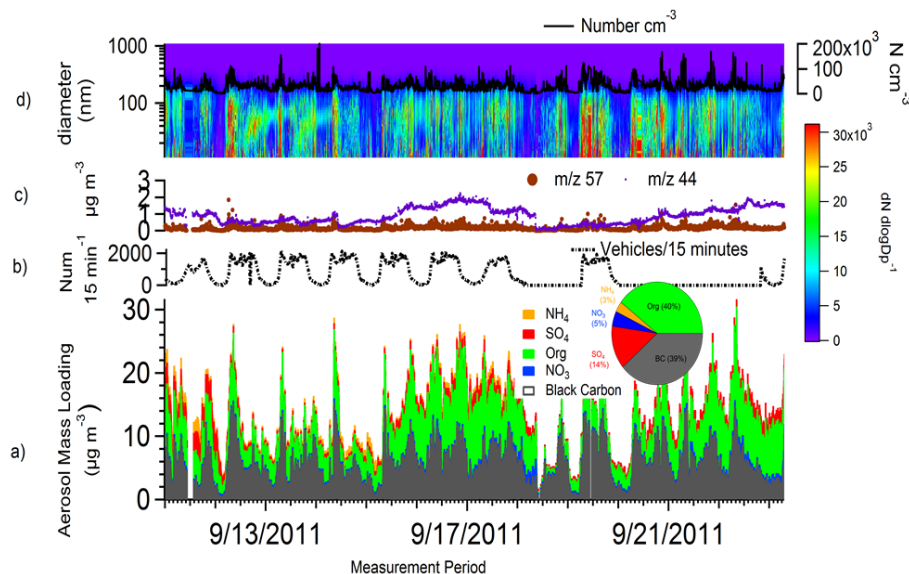 Number cm⁻³
d)
diameter
(nm)
1000
100
200x10³
100
0
N cm⁻³
c)
µg m⁻³
3
2
1
0
m/z 57
m/z 44
30x10³
25
20
15
10
5
0
dN dlogDp⁻¹
b)
Num
15 min⁻¹
2000
0
Vehicles/15 minutes
a)
Aerosol Mass Loading
(µg m⁻³)
30
20
10
0
NH₄
SO₄
Org
NO₃
Black Carbon
NH₄
(3%)
NO₃
(5%)
SO₄
(14%)
Org (40%)
BC (39%)
9/13/2011
9/17/2011
9/21/2011
Measurement Period